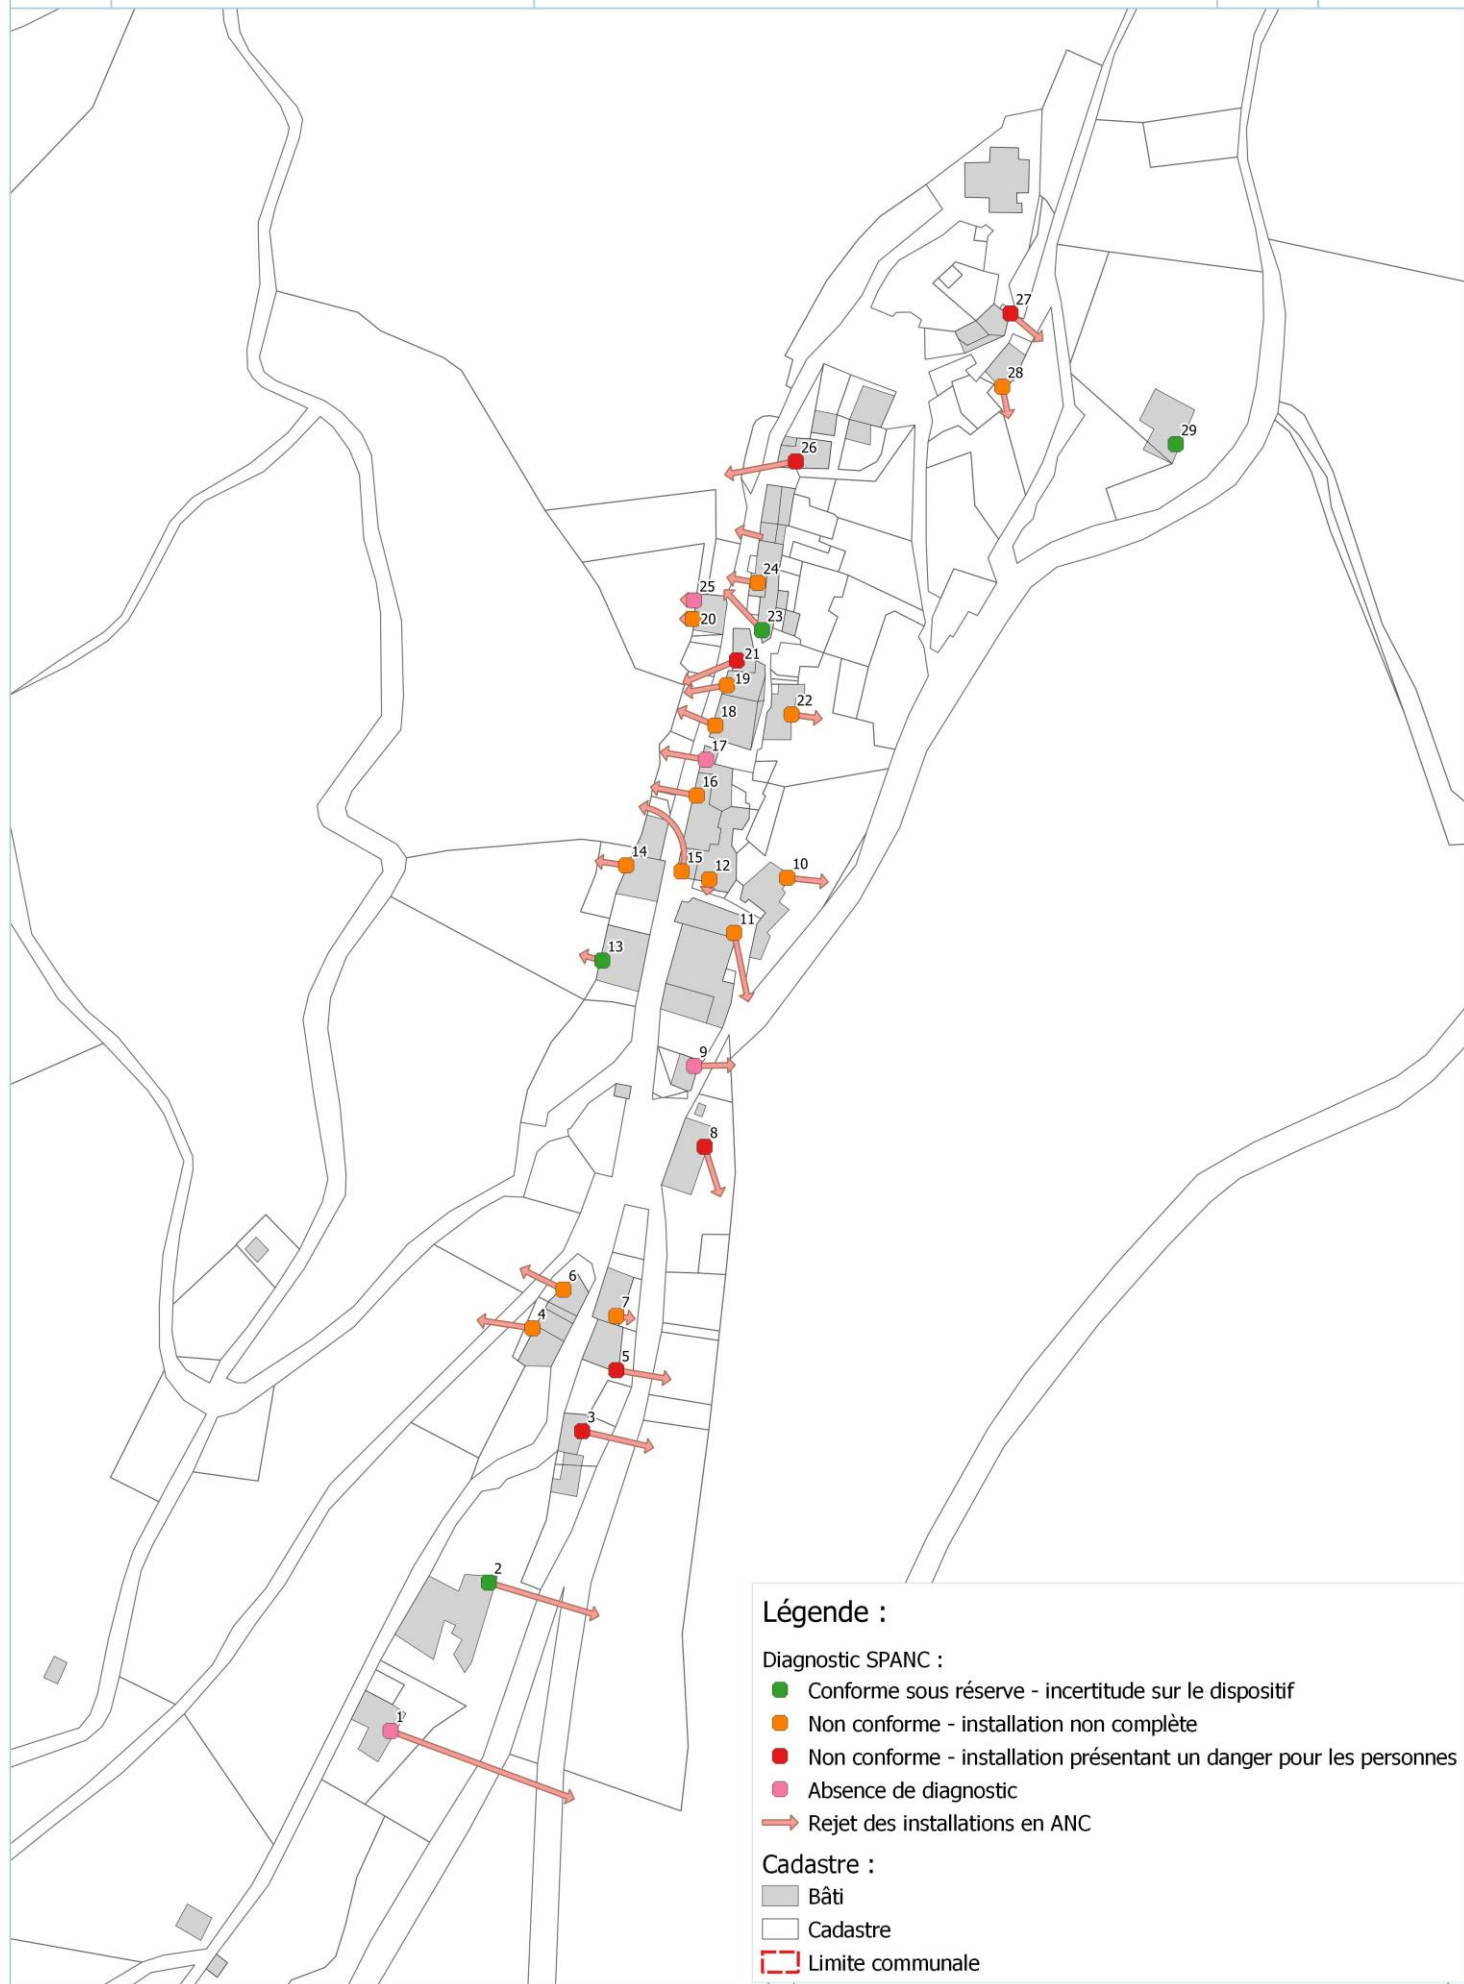 27
28
29
26
24
25
20
23
21
19
22
18
17
16
14
15
12
10
11
13
9
8
6
4
7
5
3
2
1
Légende :
Diagnostic SPANC :
Conforme sous réserve - incertitude sur le dispositif
Non conforme - installation non complète
Non conforme - installation présentant un danger pour les personnes
Absence de diagnostic
Rejet des installations en ANC
Cadastre :
Bâti
Cadastre
Limite communale